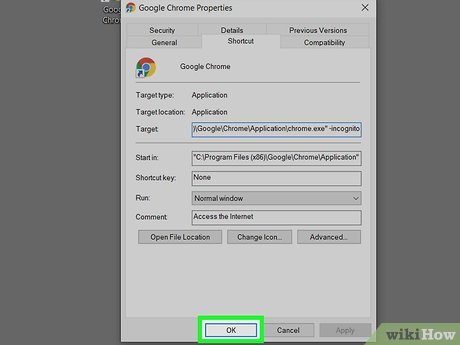 Goo
Chro
Google Chrome Properties
Security Details Previous Versions
General Shortcut Compatibility
Google Chrome
Target type: Application
Target location: Application
Target: )\Google\Chrome\Application\chrome.exe" -incognito
Start in: "C:\Program Files (x86)\Google\Chrome\Application"
Shortcut key: None
Run: Normal window
Comment: Access the Internet
Open File Location Change Icon... Advanced...
OK Cancel Apply
wikiHow